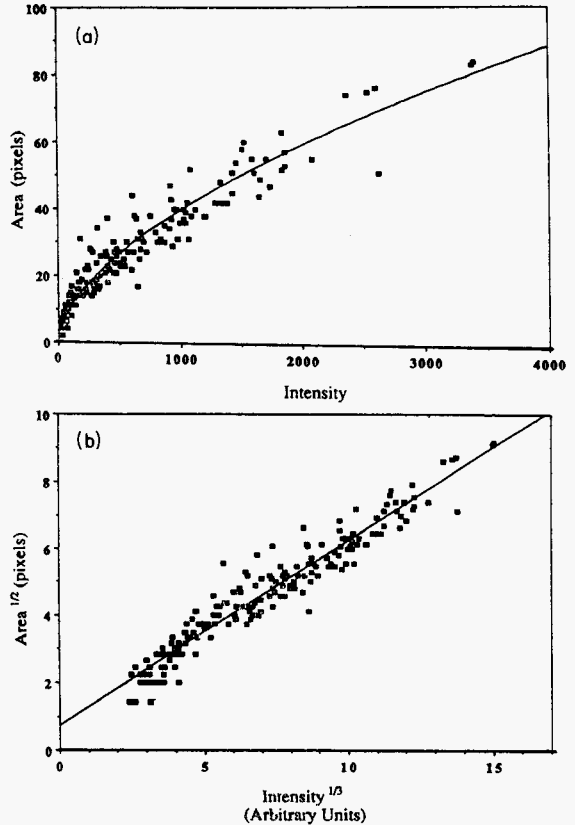 (a)
100
80
60
40
20
0
Area (pixels)
0 1000 2000 3000 4000
Intensity
(b)
10
8
6
4
2
0
Area 1/2 (pixels)
0 5 10 15
Intensity 1/3
(Arbitrary Units)